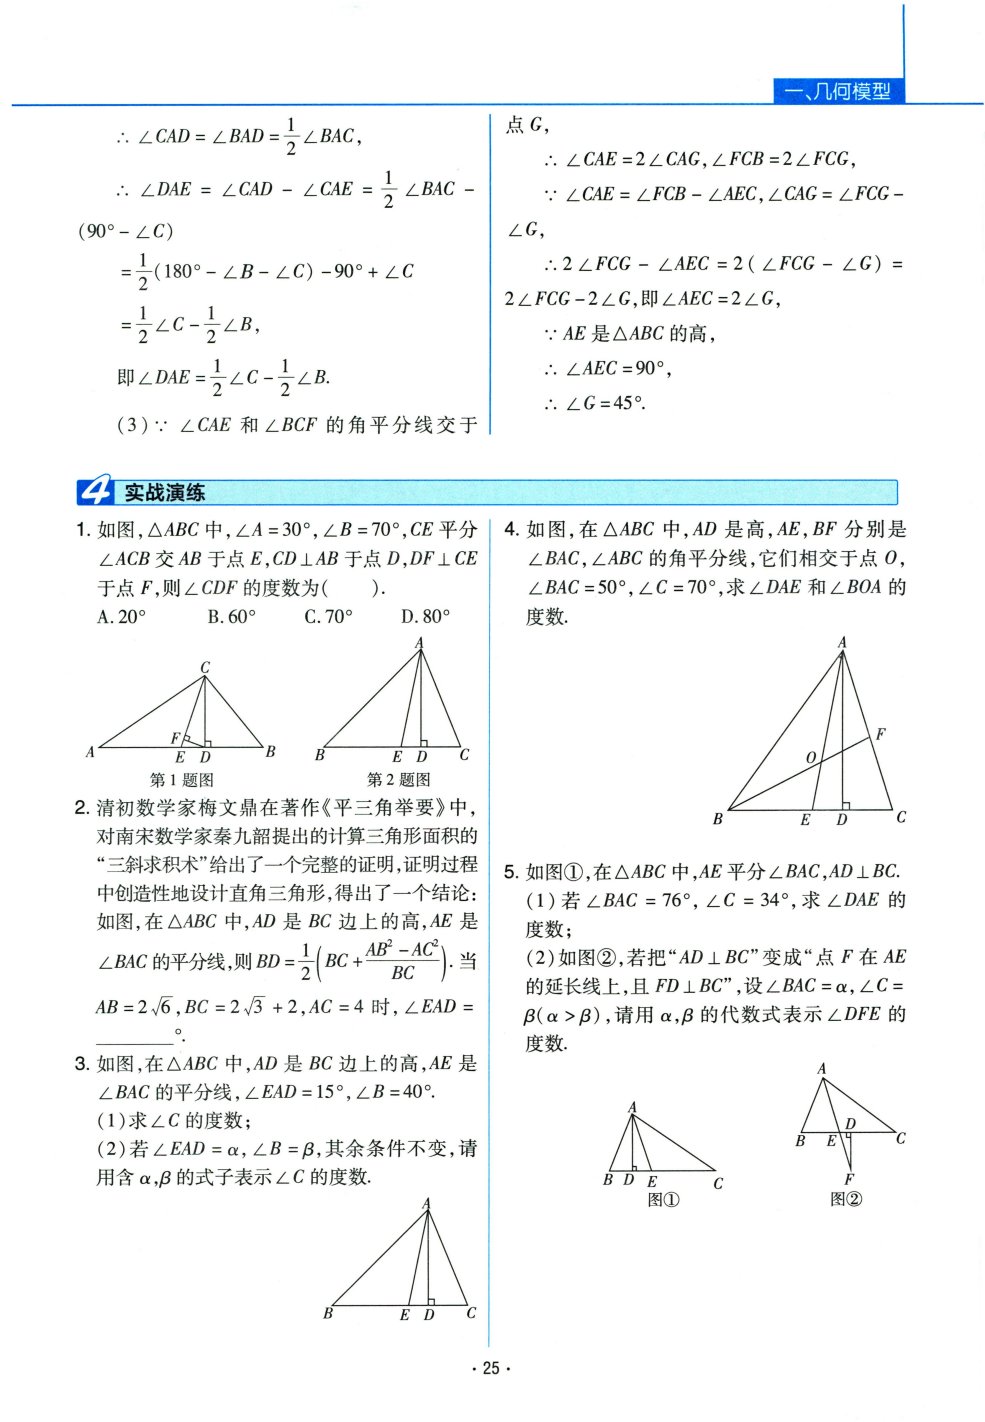 一、几何模型
∴ ∠CAD = ∠BAD = 1/2 ∠BAC,
∴ ∠DAE = ∠CAD - ∠CAE = 1/2 ∠BAC -
(90° - ∠C)
= 1/2 (180° - ∠B - ∠C) - 90° + ∠C
= 1/2 ∠C - 1/2 ∠B,
即∠DAE = 1/2 ∠C - 1/2 ∠B.
(3) ∵ ∠CAE 和∠BCF 的角平分线交于
点 G,
∴ ∠CAE = 2∠CAG, ∠FCB = 2∠FCG,
∵ ∠CAE = ∠FCB - ∠AEC, ∠CAG = ∠FCG -
∠G,
∴ 2∠FCG - ∠AEC = 2(∠FCG - ∠G) =
2∠FCG - 2∠G,即∠AEC = 2∠G,
∵ AE 是△ABC 的高,
∴ ∠AEC = 90°,
∴ ∠G = 45°.
4 实战演练
1. 如图,△ABC 中,∠A = 30°,∠B = 70°,CE 平分
∠ACB 交 AB 于点 E,CD⊥AB 于点 D,DF⊥CE
于点 F,则∠CDF 的度数为( ).
A. 20° B. 60° C. 70° D. 80°
C
F
A
E D
B
第 1 题图
A
B
E D
C
第 2 题图
2. 清初数学家梅文鼎在著作《平三角举要》中,
对南宋数学家秦九韶提出的计算三角形面积的
“三斜求积术”给出了一个完整的证明,证明过程
中创造性地设计直角三角形,得出了一个结论:
如图,在△ABC 中,AD 是 BC 边上的高,AE 是
∠BAC 的平分线,则 BD = 1/2 (BC + (AB² - AC²)/BC). 当
AB = 2√6, BC = 2√3 + 2, AC = 4 时,∠EAD =
________°.
3. 如图,在△ABC 中,AD 是 BC 边上的高,AE 是
∠BAC 的平分线,∠EAD = 15°,∠B = 40°.
(1)求∠C 的度数;
(2)若∠EAD = α,∠B = β,其余条件不变,请
用含 α,β 的式子表示∠C 的度数.
A
B
E D
C
4. 如图,在△ABC 中,AD 是高,AE,BF 分别是
∠BAC,∠ABC 的角平分线,它们相交于点 O,
∠BAC = 50°,∠C = 70°,求∠DAE 和∠BOA 的
度数.
A
F
O
B
E D
C
5. 如图①,在△ABC 中,AE 平分∠BAC,AD⊥BC.
(1)若∠BAC = 76°,∠C = 34°,求∠DAE 的
度数;
(2)如图②,若把“AD⊥BC”变成“点 F 在 AE
的延长线上,且 FD⊥BC”,设∠BAC = α,∠C =
β(α > β),请用 α,β 的代数式表示∠DFE 的
度数.
A
B D E
C
图①
A
D
B E
C
F
图②
· 25 ·